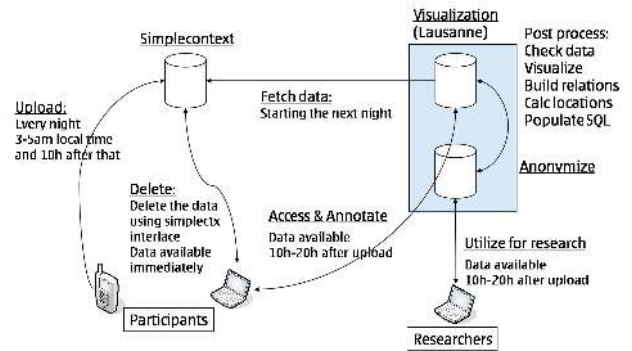 Visualization
(Lausanne)
Simplecontext
Post process:
Check data
Visualize
Build relations
Calc locations
Populate SQL
Fetch data:
Starting the next night
Upload:
Every night
3-5am local time
and 10h after that
Anonymize
Delete:
Delete the data
using simplectx
interface
Data available
immediately
Access & Annotate
Data available
10h-20h after upload
Utilize for research
Data available
10h-20h after upload
Participants
Researchers